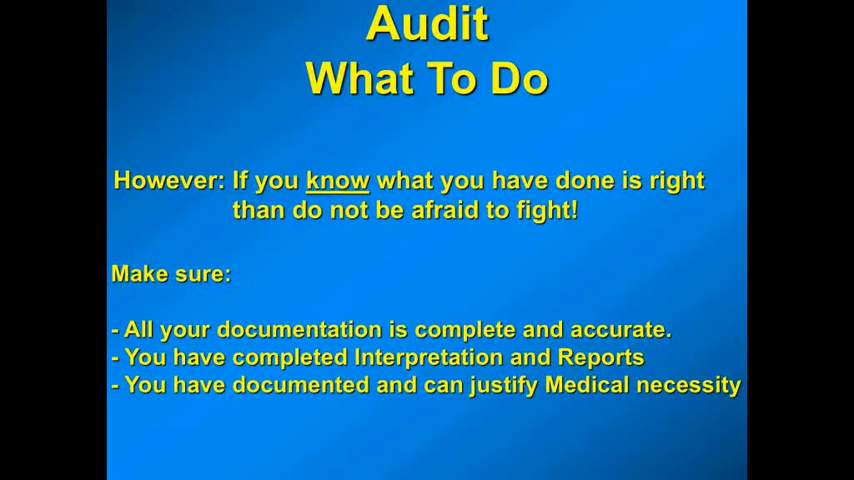 Audit
What To Do
However: If you know what you have done is right
than do not be afraid to fight!
Make sure:
- All your documentation is complete and accurate.
- You have completed Interpretation and Reports
- You have documented and can justify Medical necessity